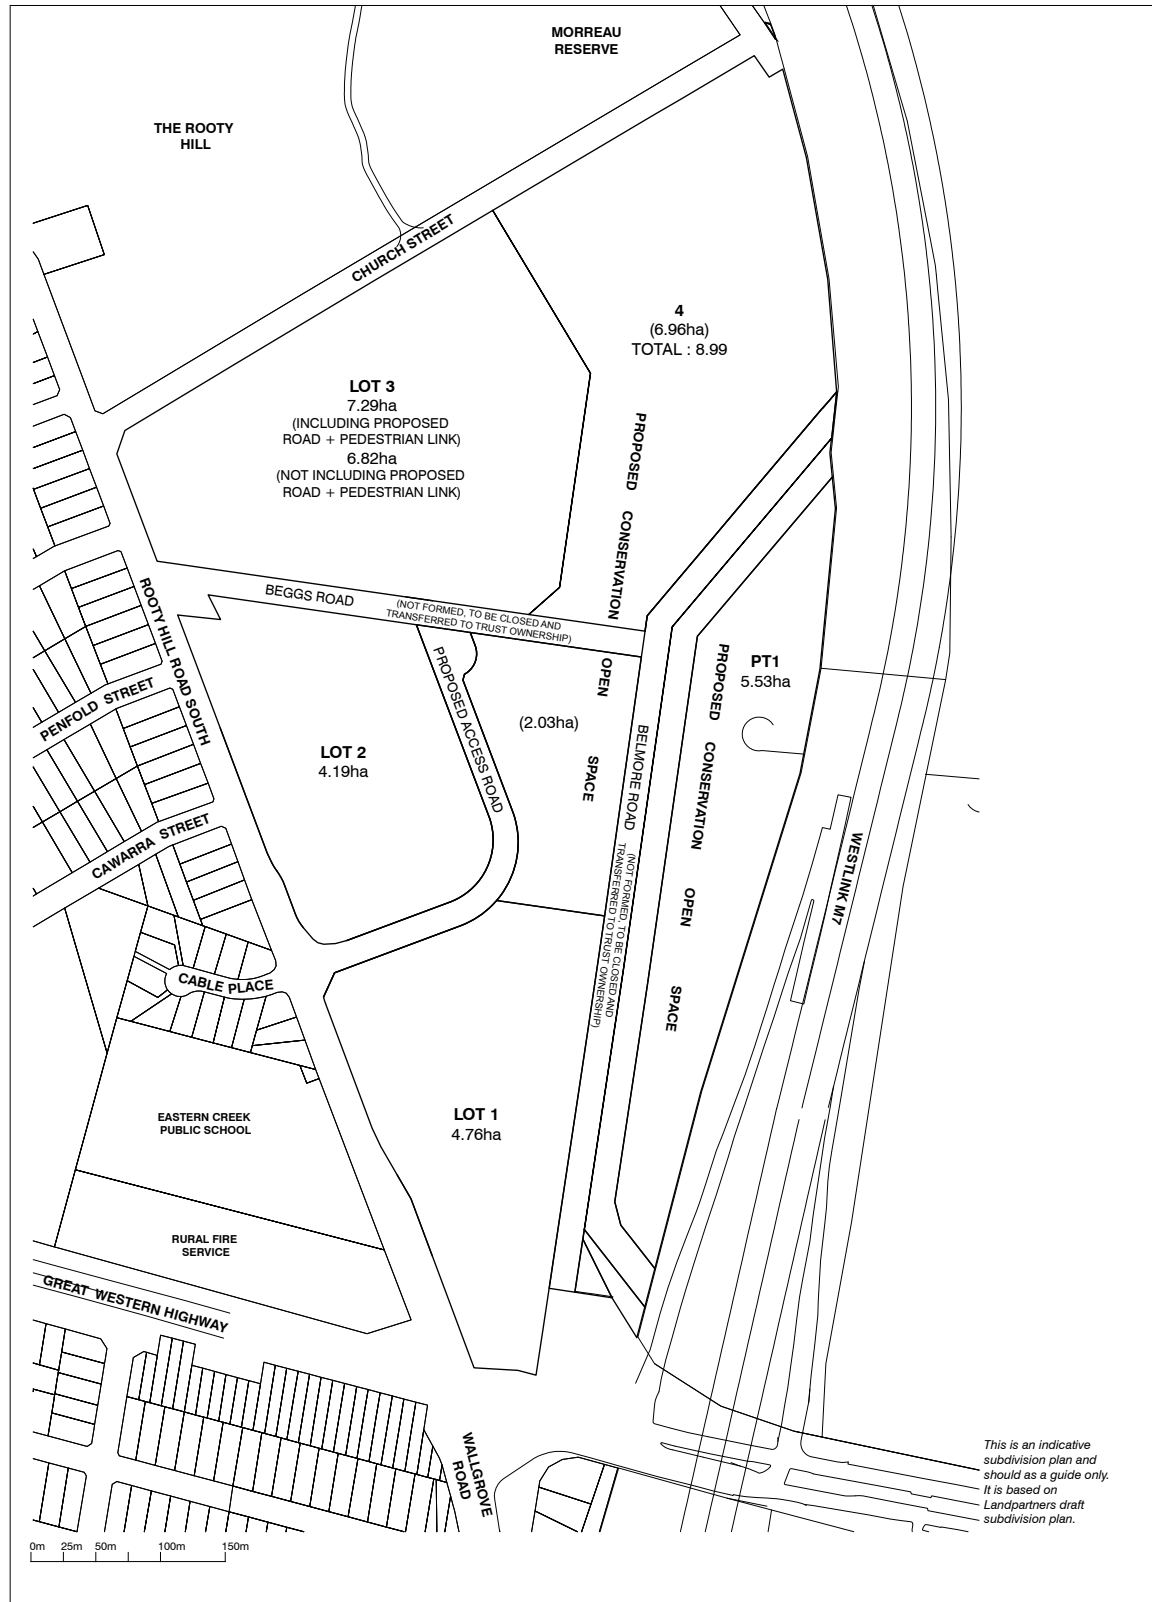 MORREAU
RESERVE
THE ROOTY
HILL
CHURCH STREET
4
(6.96ha)
TOTAL : 8.99
LOT 3
7.29ha
(INCLUDING PROPOSED
ROAD + PEDESTRIAN LINK)
6.82ha
(NOT INCLUDING PROPOSED
ROAD + PEDESTRIAN LINK)
PROPOSED CONSERVATION
OPEN SPACE
BEGGS ROAD
(NOT FORMED, TO BE CLOSED AND
TRANSFERRED TO TRUST OWNERSHIP)
ROOTY HILL ROAD SOUTH
PENFOLD STREET
PROPOSED ACCESS ROAD
(2.03ha)
PT1
5.53ha
PROPOSED CONSERVATION OPEN SPACE
BELMORE ROAD
(NOT FORMED, TO BE CLOSED AND
TRANSFERRED TO TRUST OWNERSHIP)
LOT 2
4.19ha
CAWARRA STREET
WESTLINK M7
CABLE PLACE
EASTERN CREEK
PUBLIC SCHOOL
LOT 1
4.76ha
RURAL FIRE
SERVICE
GREAT WESTERN HIGHWAY
WALLGROVE
ROAD
This is an indicative
subdivision plan and
should as a guide only.
It is based on
Landpartners draft
subdivision plan.
0m 25m 50m 100m 150m